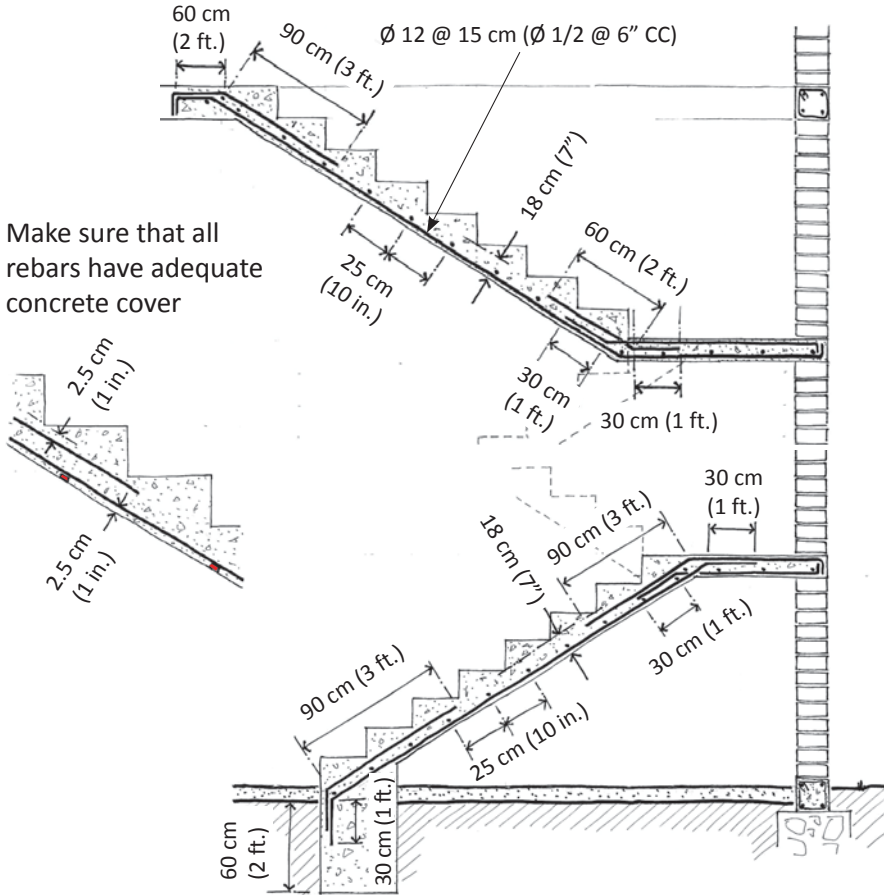 60 cm
(2 ft.)
90 cm (3 ft.)
Ø 12 @ 15 cm (Ø 1/2 @ 6” CC)
18 cm (7”)
60 cm (2 ft.)
25 cm
(10 in.)
30 cm
(1 ft.)
30 cm (1 ft.)
Make sure that all
rebars have adequate
concrete cover
2.5 cm
(1 in.)
2.5 cm
(1 in.)
30 cm
(1 ft.)
90 cm (3 ft.)
18 cm (7”)
30 cm (1 ft.)
90 cm (3 ft.)
25 cm (10 in.)
60 cm
(2 ft.)
30 cm (1 ft.)